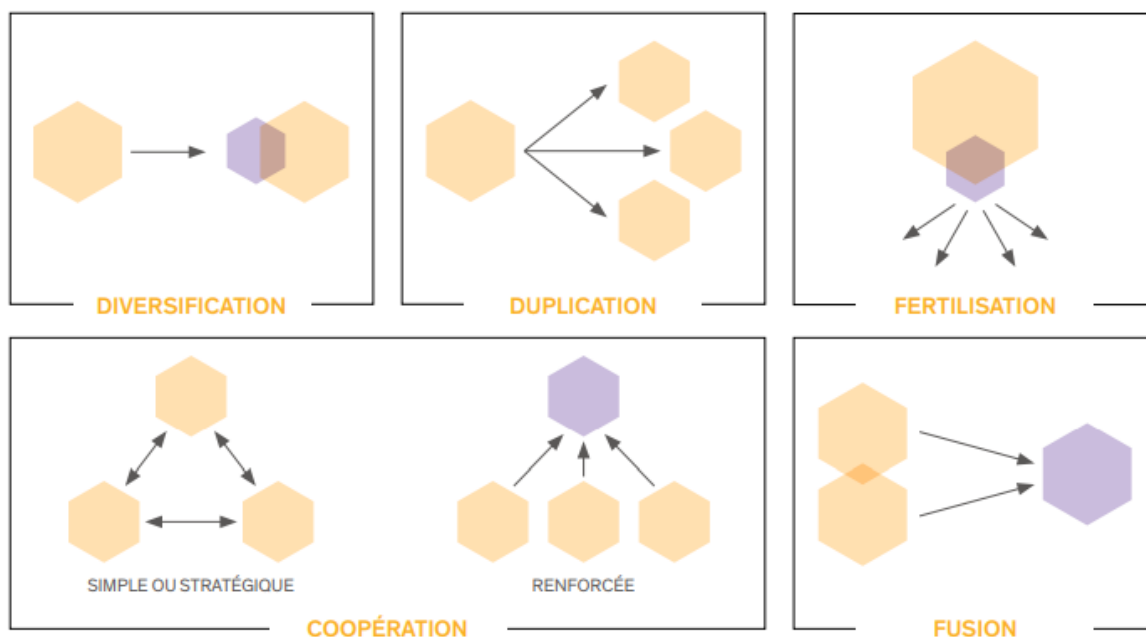 DIVERSIFICATION
DUPLICATION
FERTILISATION
SIMPLE OU STRATÉGIQUE
RENFORCÉE
COOPÉRATION
FUSION